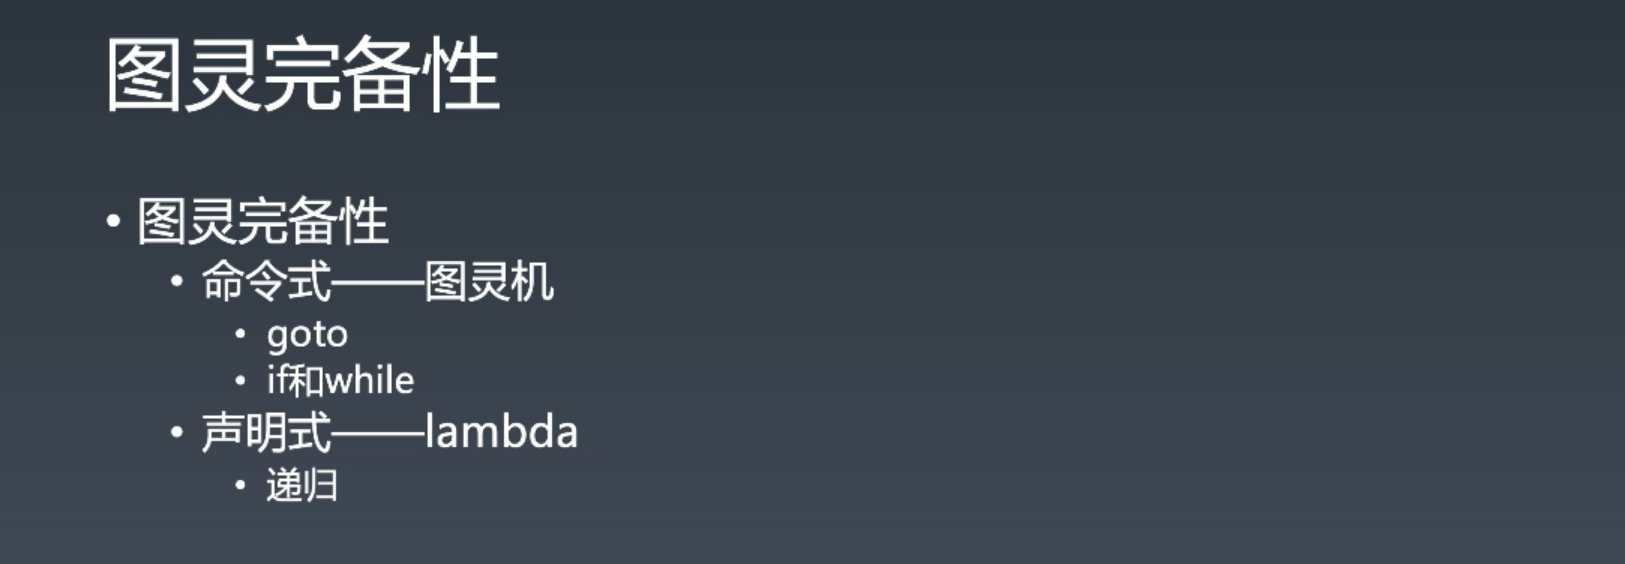 图灵完备性
• 图灵完备性
• 命令式——图灵机
• goto
• if和while
• 声明式——lambda
• 递归